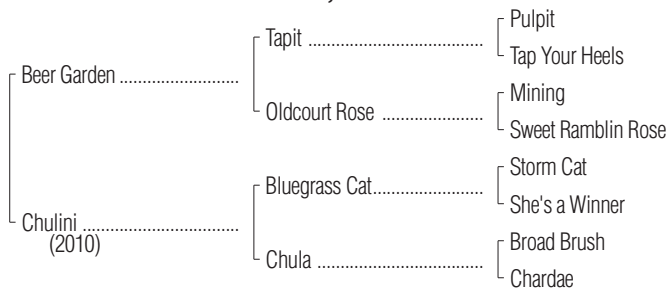 Pulpit
Tapit ..................................................
Tap Your Heels
Beer Garden ..................................
Mining
Oldcourt Rose .............................
Sweet Ramblin Rose
Storm Cat
Bluegrass Cat................................
She's a Winner
Chulini ............................................
(2010)
Broad Brush
Chula ................................................
Chardae